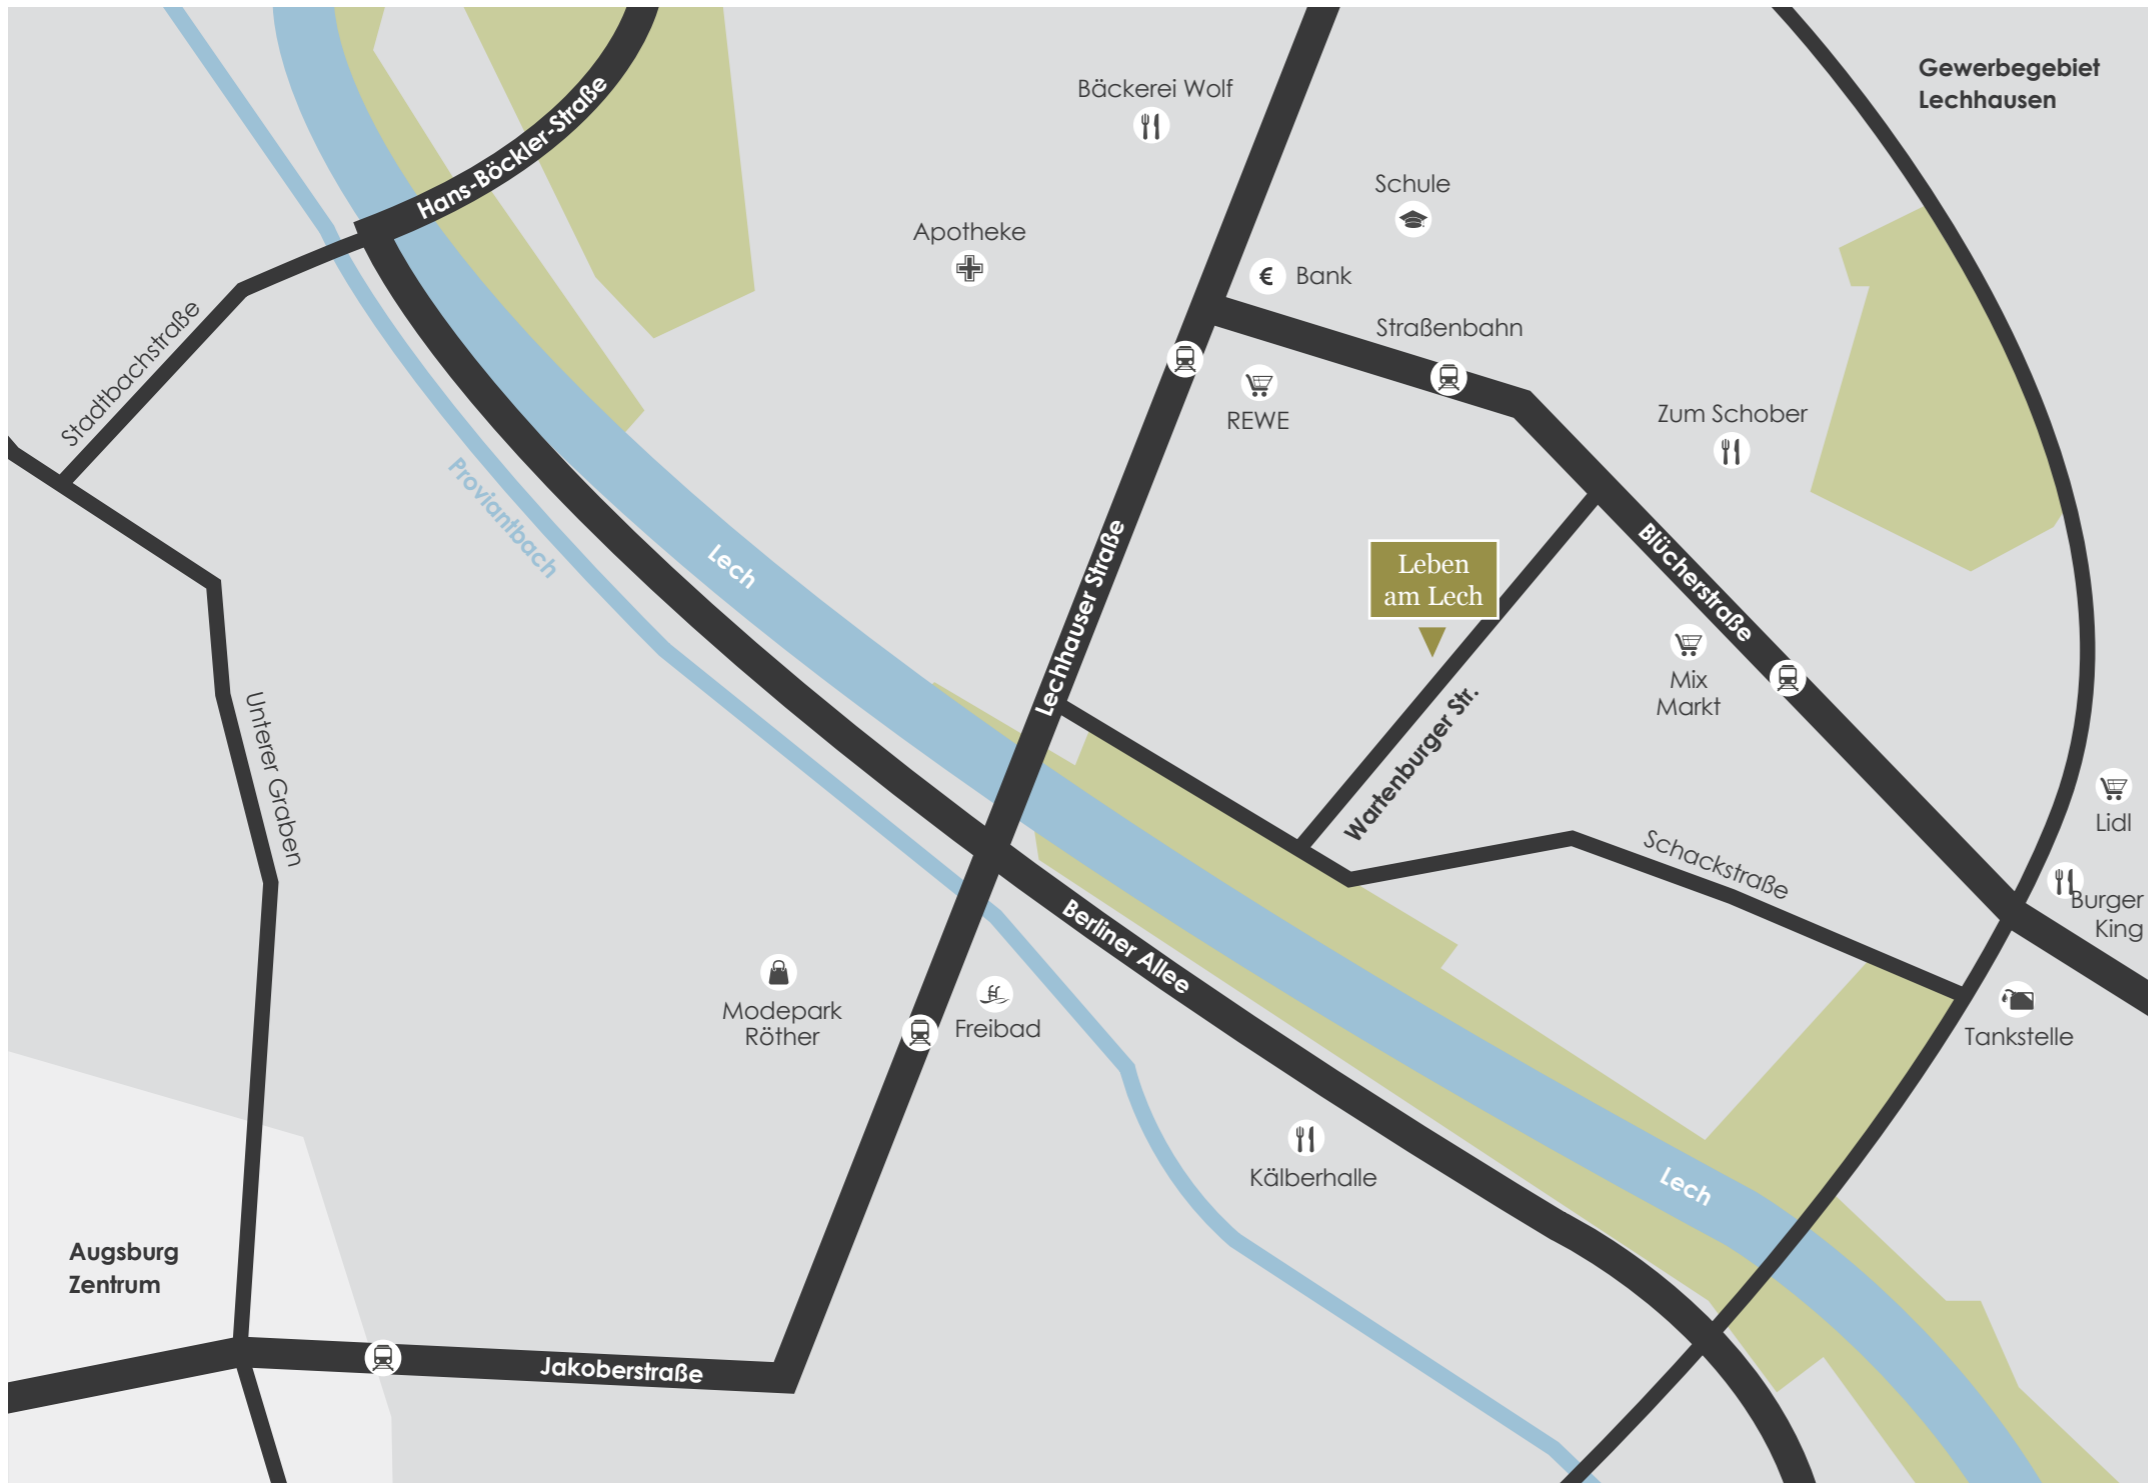 Gewerbegebiet
Lechhausen
Bäckerei Wolf
Hans-Böckler-Straße
Schule
Apotheke
€ Bank
Straßenbahn
Stadtbachstraße
REWE
Zum Schober
Proviantbach
Lech
Lechhauser Straße
Leben
am Lech
Blücherstraße
Mix
Markt
Wartenburger Str.
Unterer Graben
Lidl
Schackstraße
Burger
King
Berliner Allee
Modepark
Röther
Freibad
Tankstelle
Kälberhalle
Lech
Augsburg
Zentrum
Jakoberstraße